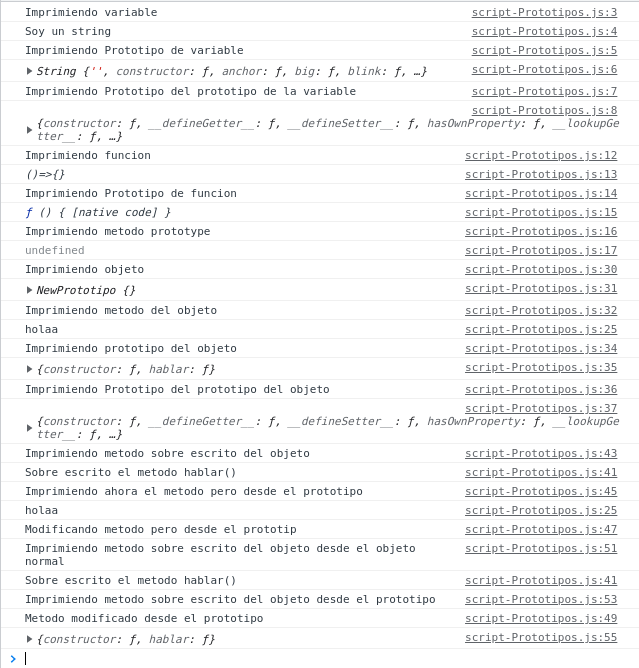 Imprimiendo variable script-Prototipos.js:3
Soy un string script-Prototipos.js:4
Imprimiendo Prototipo de variable script-Prototipos.js:5
String {'', constructor: ƒ, anchor: ƒ, big: ƒ, blink: ƒ, …} script-Prototipos.js:6
Imprimiendo Prototipo del prototipo de la variable script-Prototipos.js:7
script-Prototipos.js:8
{constructor: ƒ, __defineGetter__: ƒ, __defineSetter__: ƒ, hasOwnProperty: ƒ, __lookupGe
tter__: ƒ, …}
Imprimiendo funcion script-Prototipos.js:12
()=>{} script-Prototipos.js:13
Imprimiendo Prototipo de funcion script-Prototipos.js:14
ƒ () { [native code] } script-Prototipos.js:15
Imprimiendo metodo prototype script-Prototipos.js:16
undefined script-Prototipos.js:17
Imprimiendo objeto script-Prototipos.js:30
NewPrototipo {} script-Prototipos.js:31
Imprimiendo metodo del objeto script-Prototipos.js:32
holaa script-Prototipos.js:25
Imprimiendo prototipo del objeto script-Prototipos.js:34
{constructor: ƒ, hablar: ƒ} script-Prototipos.js:35
Imprimiendo Prototipo del prototipo del objeto script-Prototipos.js:36
script-Prototipos.js:37
{constructor: ƒ, __defineGetter__: ƒ, __defineSetter__: ƒ, hasOwnProperty: ƒ, __lookupGe
tter__: ƒ, …}
Imprimiendo metodo sobre escrito del objeto script-Prototipos.js:43
Sobre escrito el metodo hablar() script-Prototipos.js:41
Imprimiendo ahora el metodo pero desde el prototipo script-Prototipos.js:45
holaa script-Prototipos.js:25
Modificando metodo pero desde el prototip script-Prototipos.js:47
Imprimiendo metodo sobre escrito del objeto desde el objeto script-Prototipos.js:51
normal
Sobre escrito el metodo hablar() script-Prototipos.js:41
Imprimiendo metodo sobre escrito del objeto desde el prototipo script-Prototipos.js:53
Metodo modificado desde el prototipo script-Prototipos.js:49
{constructor: ƒ, hablar: ƒ} script-Prototipos.js:55